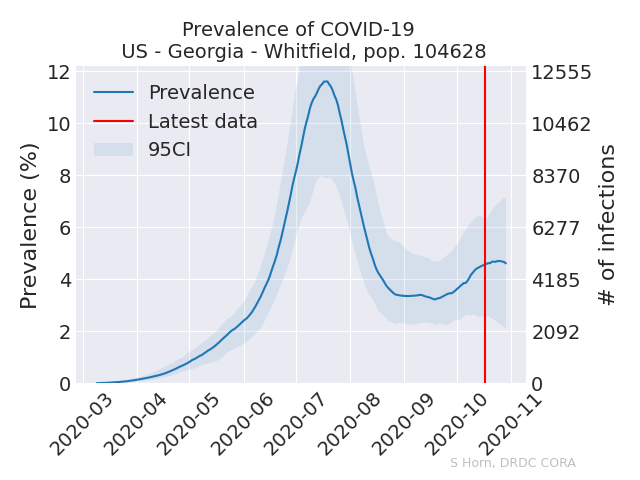 Prevalence of COVID-19
US - Georgia - Whitfield, pop. 104628
Prevalence
Latest data
95CI
Prevalence (%)
12
10
8
6
4
2
0
12555
10462
8370
6277
4185
2092
0
# of infections
2020-03
2020-04
2020-05
2020-06
2020-07
2020-08
2020-09
2020-10
2020-11
S Horn, DRDC CORA